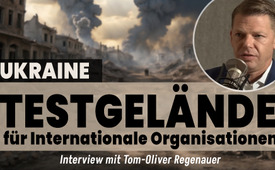 UKRAINE
TESTGELÄNDE
für Internationale Organisationen
Interview mit Tom-Oliver Regenauer